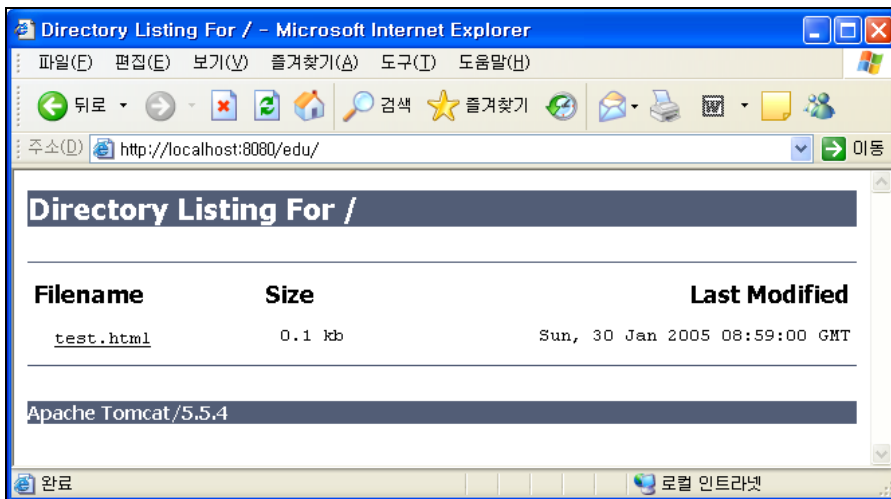 Directory Listing For / - Microsoft Internet Explorer
파일(F) 편집(E) 보기(V) 즐겨찾기(A) 도구(T) 도움말(H)
뒤로 검색 즐겨찾기
주소(D) http://localhost:8080/edu/ 이동
Directory Listing For /
Filename Size Last Modified
test.html 0.1 kb Sun, 30 Jan 2005 08:59:00 GMT
Apache Tomcat/5.5.4
완료 로컬 인트라넷